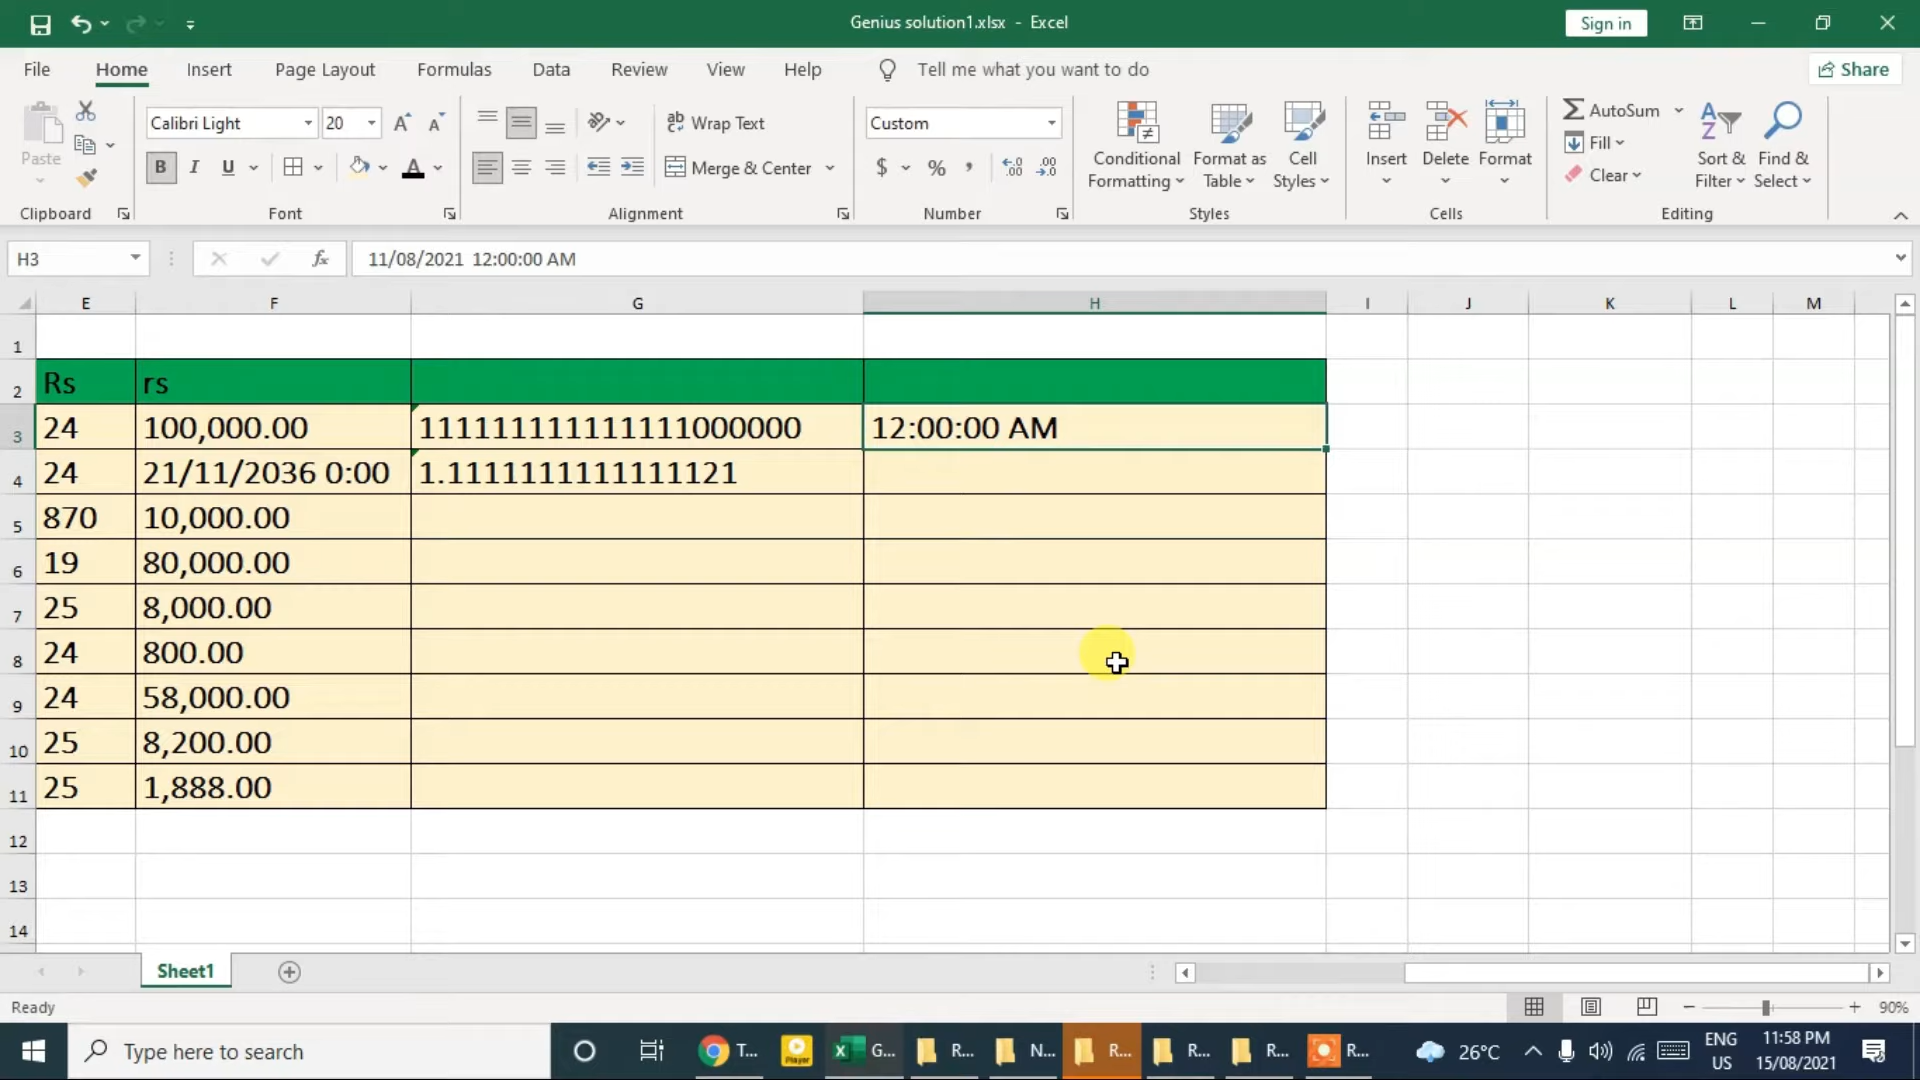 Genius solution1.xlsx - Excel
Sign in
File Home Insert Page Layout Formulas Data Review View Help Tell me what you want to do Share
Paste
Clipboard
Calibri Light 20
B I U
Font
Wrap Text
Merge & Center
Alignment
Custom
$ % ,
Number
Conditional Formatting
Format as Table
Cell Styles
Styles
Insert Delete Format
Cells
AutoSum
Fill
Clear
Sort & Filter
Find & Select
Editing
H3 fx 11/08/2021 12:00:00 AM
E F G H I J K L M
1
2 Rs rs
3 24 100,000.00 111111111111111000000 12:00:00 AM
4 24 21/11/2036 0:00 1.1111111111111121
5 870 10,000.00
6 19 80,000.00
7 25 8,000.00
8 24 800.00
9 24 58,000.00
10 25 8,200.00
11 25 1,888.00
12
13
14
Sheet1
Ready 90%
Type here to search T... Player G... R... N... R... R... R... R... 26°C ENG US 11:58 PM 15/08/2021